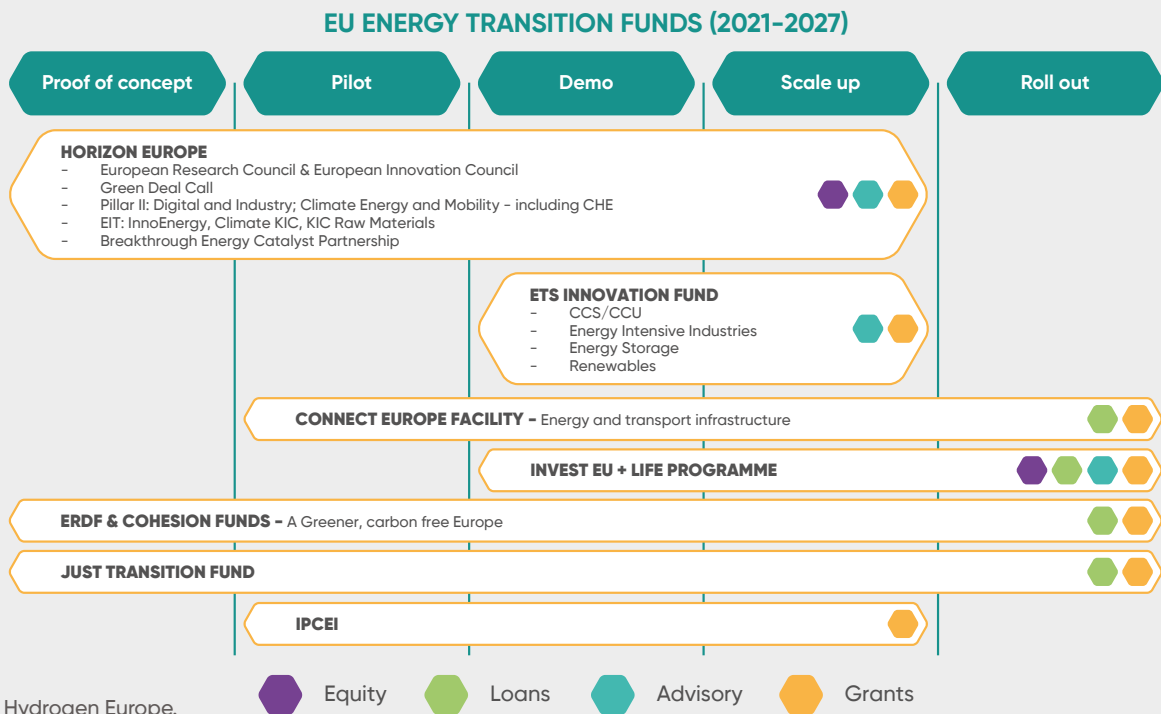 EU ENERGY TRANSITION FUNDS (2021-2027)
Proof of concept
Pilot
Demo
Scale up
Roll out
HORIZON EUROPE
- European Research Council & European Innovation Council
- Green Deal Call
- Pillar II: Digital and Industry; Climate Energy and Mobility - including CHE
- EIT: InnoEnergy, Climate KIC, KIC Raw Materials
- Breakthrough Energy Catalyst Partnership
ETS INNOVATION FUND
- CCS/CCU
- Energy Intensive Industries
- Energy Storage
- Renewables
CONNECT EUROPE FACILITY - Energy and transport infrastructure
INVEST EU + LIFE PROGRAMME
ERDF & COHESION FUNDS - A Greener, carbon free Europe
JUST TRANSITION FUND
IPCEI
Equity
Loans
Advisory
Grants
Hydrogen Europe.